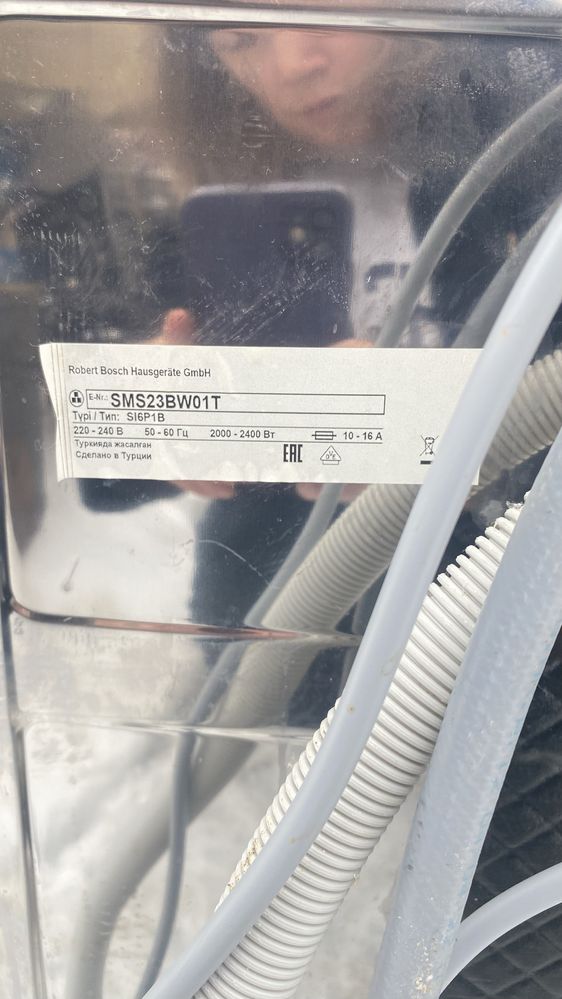 Robert Bosch Hausgeräte GmbH
E-Nr.: SMS23BW01T
Typi / Тип: SI6P1B
220 - 240 В 50 - 60 Гц 2000 - 2400 Вт 10 - 16 A
Туркияда жасалган
Сделано в Турции
EAC